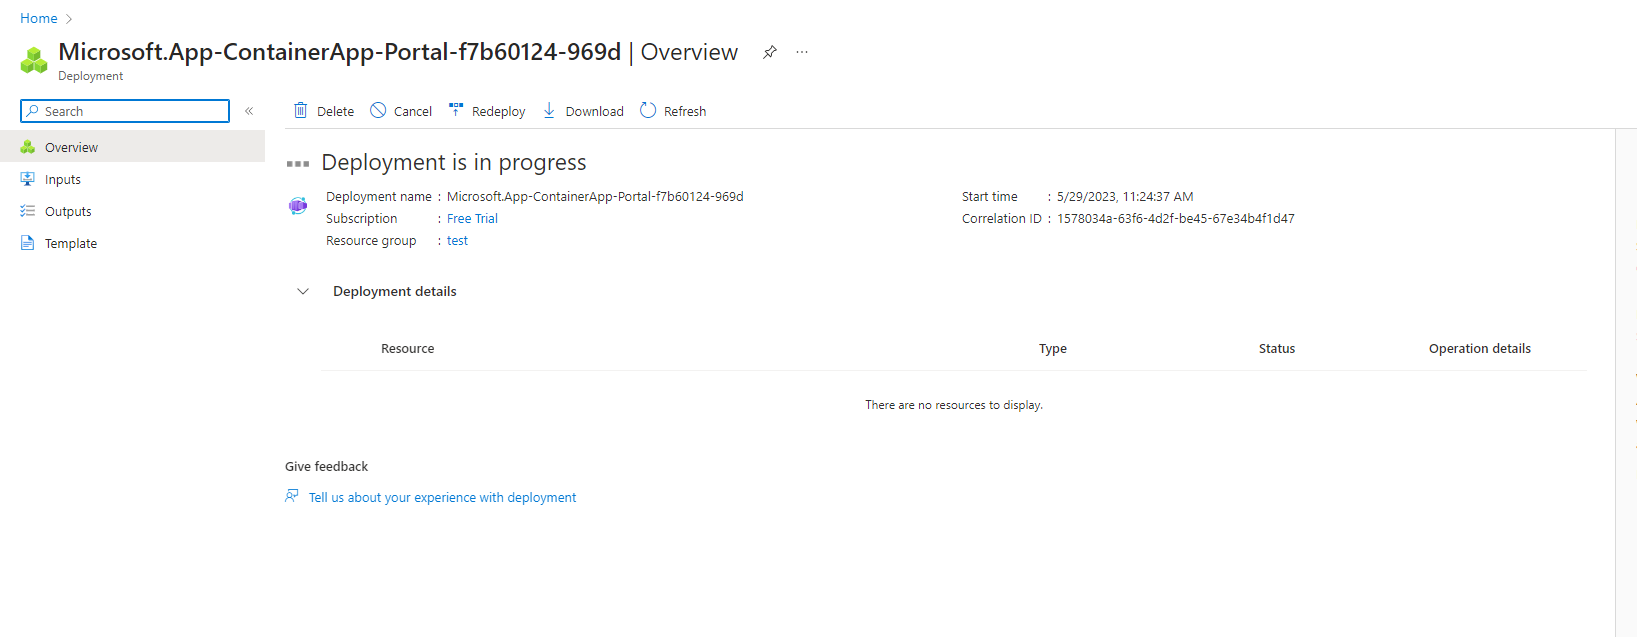 Home
Microsoft.App-ContainerApp-Portal-f7b60124-969d | Overview
Deployment
Search
Delete Cancel Redeploy Download Refresh
Overview
Inputs
Outputs
Template
Deployment is in progress
Deployment name : Microsoft.App-ContainerApp-Portal-f7b60124-969d Start time : 5/29/2023, 11:24:37 AM
Subscription : Free Trial Correlation ID : 1578034a-63f6-4d2f-be45-67e34b4f1d47
Resource group : test
Deployment details
Resource Type Status Operation details
There are no resources to display.
Give feedback
Tell us about your experience with deployment